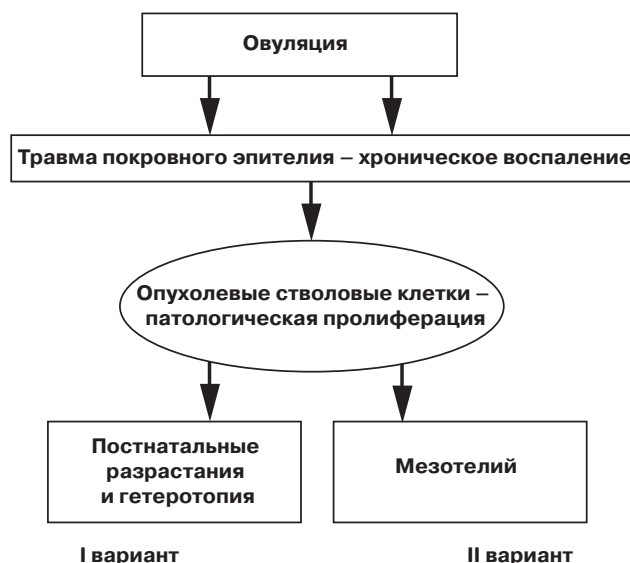 Овуляция
Травма покровного эпителия – хроническое воспаление
Опухолевые стволовые клетки –
патологическая пролиферация
Постнатальные
разрастания
и гетеротопия
Мезотелий
I вариант
II вариант